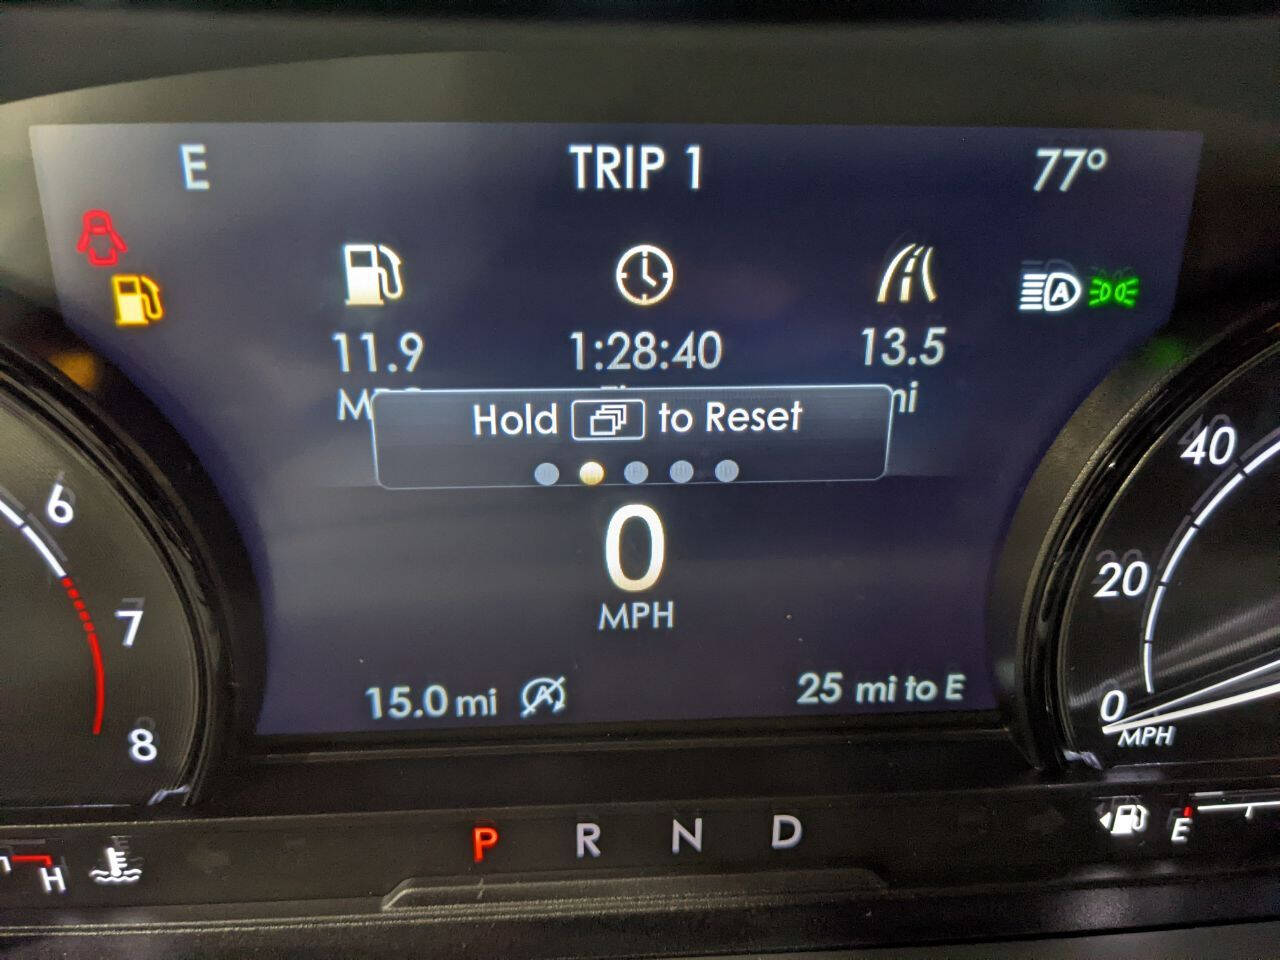 E
TRIP 1
77°
11.9
1:28:40
13.5
mi
Hold to Reset
0
MPH
15.0 mi
25 mi to E
6
7
8
40
20
0
MPH
P R N D
H
E